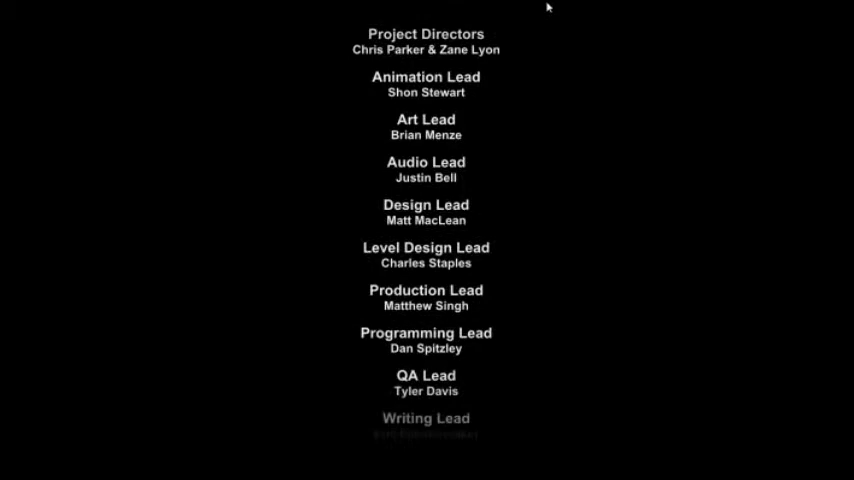 Project Directors
Chris Parker & Zane Lyon
Animation Lead
Shon Stewart
Art Lead
Brian Menze
Audio Lead
Justin Bell
Design Lead
Matt MacLean
Level Design Lead
Charles Staples
Production Lead
Matthew Singh
Programming Lead
Dan Spitzley
QA Lead
Tyler Davis
Writing Lead